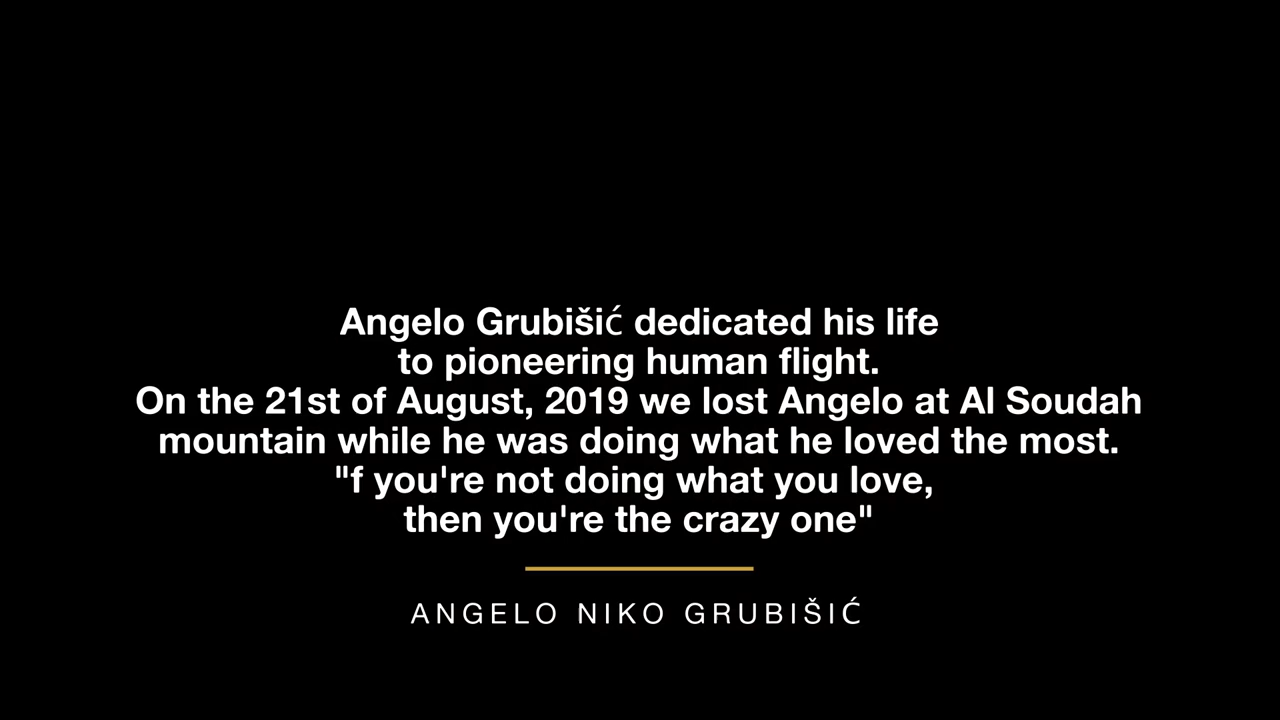 Angelo Grubišić dedicated his life
to pioneering human flight.
On the 21st of August, 2019 we lost Angelo at Al Soudah
mountain while he was doing what he loved the most.
"f you're not doing what you love,
then you're the crazy one"
ANGELO NIKO GRUBIŠIĆ